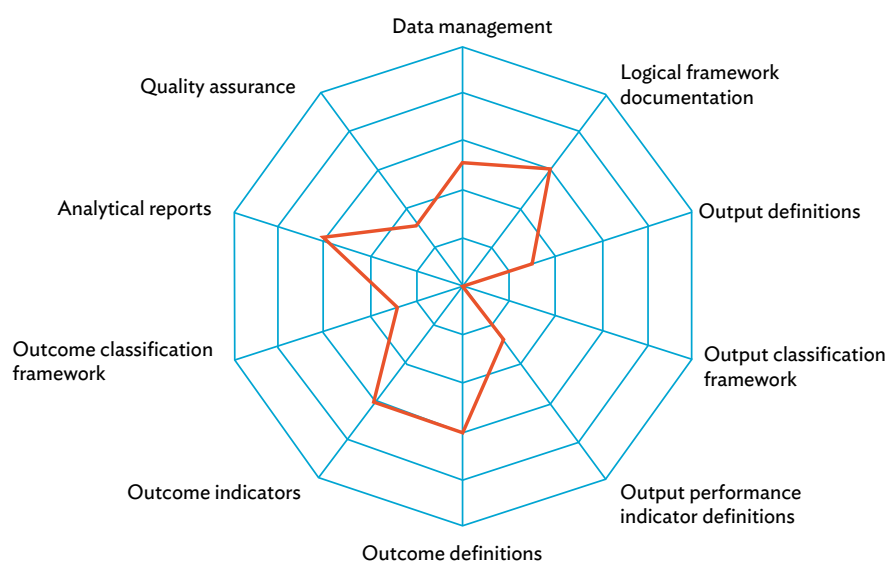 Data management
Logical framework
documentation
Output definitions
Output classification
framework
Output performance
indicator definitions
Outcome definitions
Outcome indicators
Outcome classification
framework
Analytical reports
Quality assurance